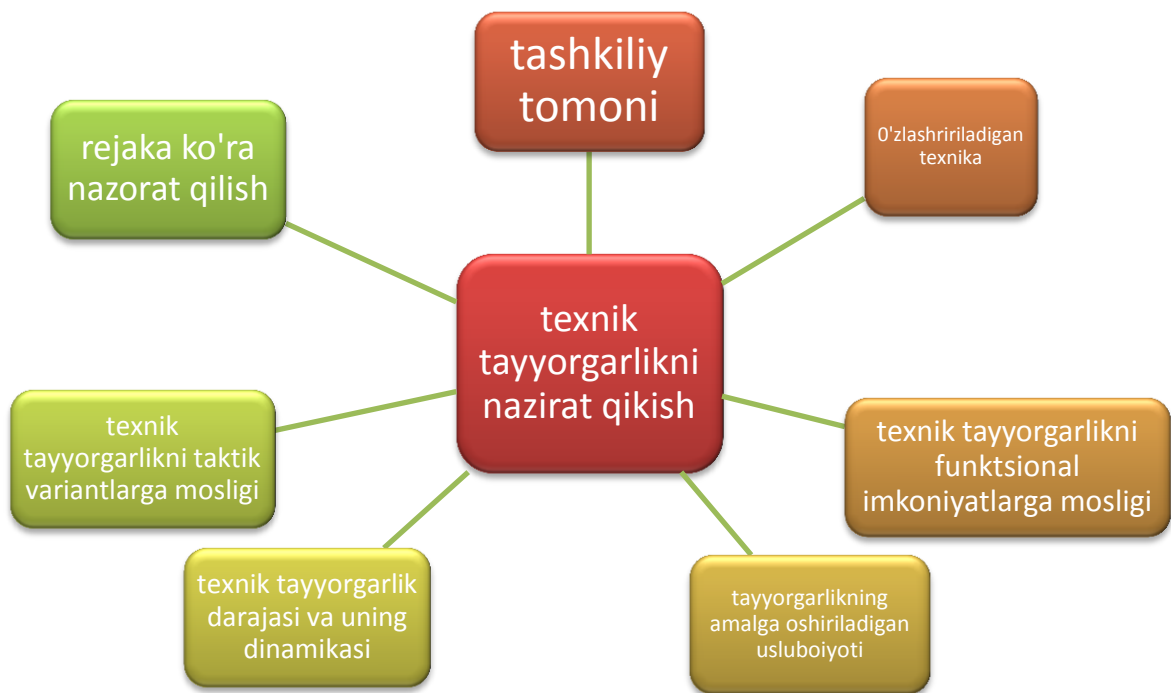 tashkiliy
tomoni
rejaka ko'ra
nazorat qilish
0'zlashririladigan
texnika
texnik
tayyorgarlikni
nazirat qikish
texnik
tayyorgarlikni taktik
variantlarga mosligi
texnik tayyorgarlikni
funktsional
imkoniyatlarga mosligi
texnik tayyorgarlik
darajasi va uning
dinamikasi
tayyorgarlikning
amalga oshiriladigan
usluboiyoti